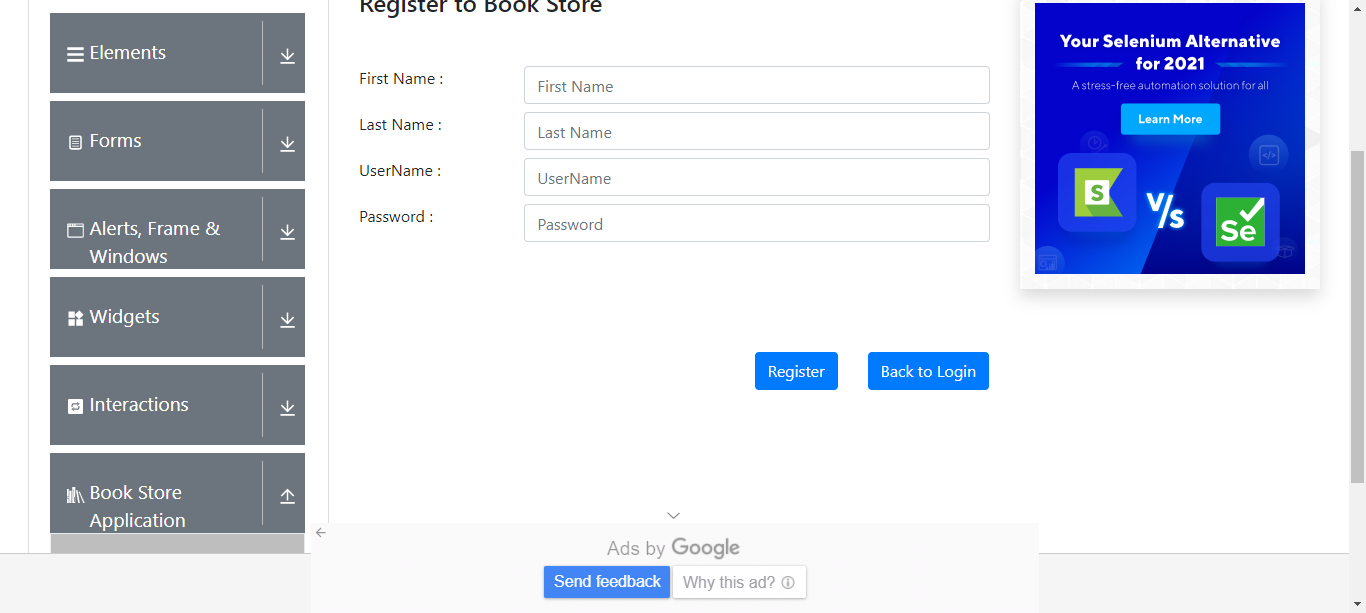 Register to Book Store
Elements
Forms
Alerts, Frame &
Windows
Widgets
Interactions
Book Store
Application
First Name :
First Name
Last Name :
Last Name
UserName :
UserName
Password :
Password
Register
Back to Login
Your Selenium Alternative
for 2021
A stress-free automation solution for all
Learn More
S
V/s
Se
Ads by Google
Send feedback
Why this ad?